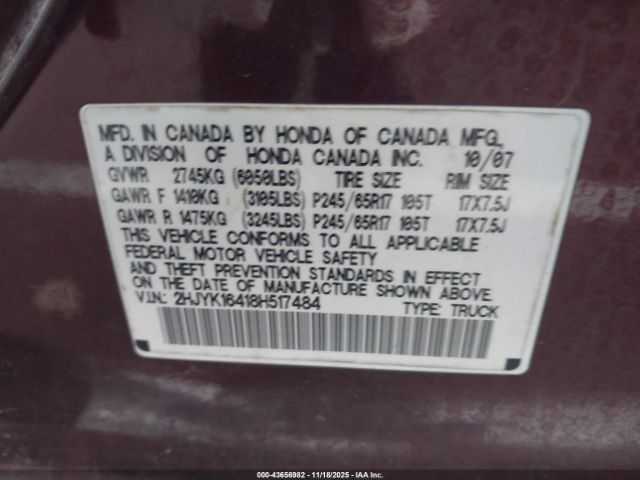 MFD. IN CANADA BY HONDA OF CANADA MFG.,
A DIVISION OF HONDA CANADA INC. 10/07
GVWR 2745KG (6050LBS) TIRE SIZE RIM SIZE
GAWR F 1410KG (3105LBS) P245/65R17 105T 17X7.5J
GAWR R 1475KG (3245LBS) P245/65R17 105T 17X7.5J
THIS VEHICLE CONFORMS TO ALL APPLICABLE
FEDERAL MOTOR VEHICLE SAFETY
AND THEFT PREVENTION STANDARDS IN EFFECT
ON THE DATE OF MANUFACTURE SHOWN ABOVE.
V.I.N.: 2HJYK16418H517484 TYPE: TRUCK
000-43656982 - 11/18/2025 - IAA Inc.